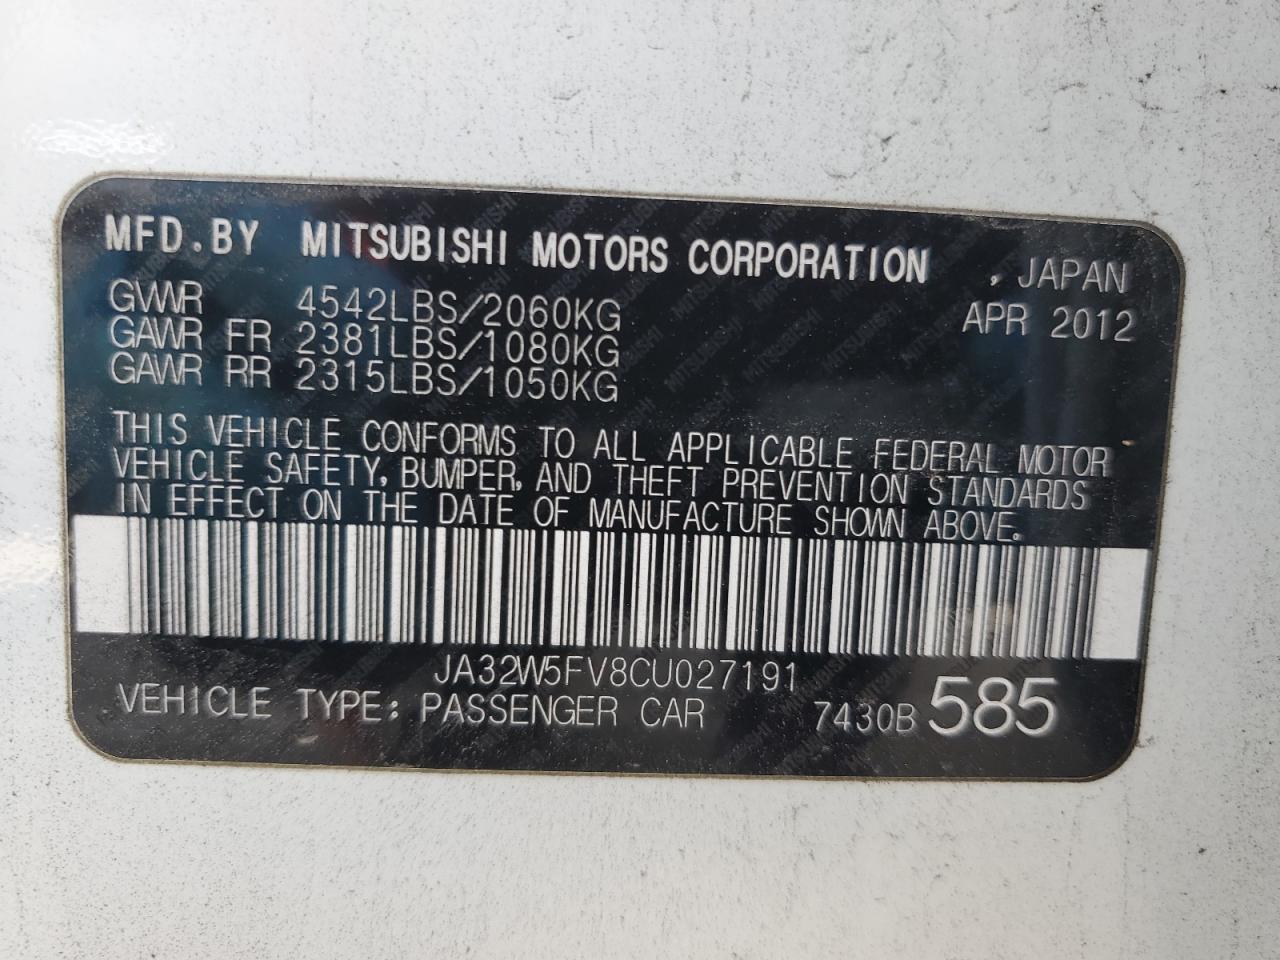 MFD.BY MITSUBISHI MOTORS CORPORATION , JAPAN
GVWR 4542LBS/2060KG APR 2012
GAWR FR 2381LBS/1080KG
GAWR RR 2315LBS/1050KG
THIS VEHICLE CONFORMS TO ALL APPLICABLE FEDERAL MOTOR
VEHICLE SAFETY, BUMPER, AND THEFT PREVENTION STANDARDS
IN EFFECT ON THE DATE OF MANUFACTURE SHOWN ABOVE.
JA32W5FV8CU027191
VEHICLE TYPE: PASSENGER CAR 7430B 585